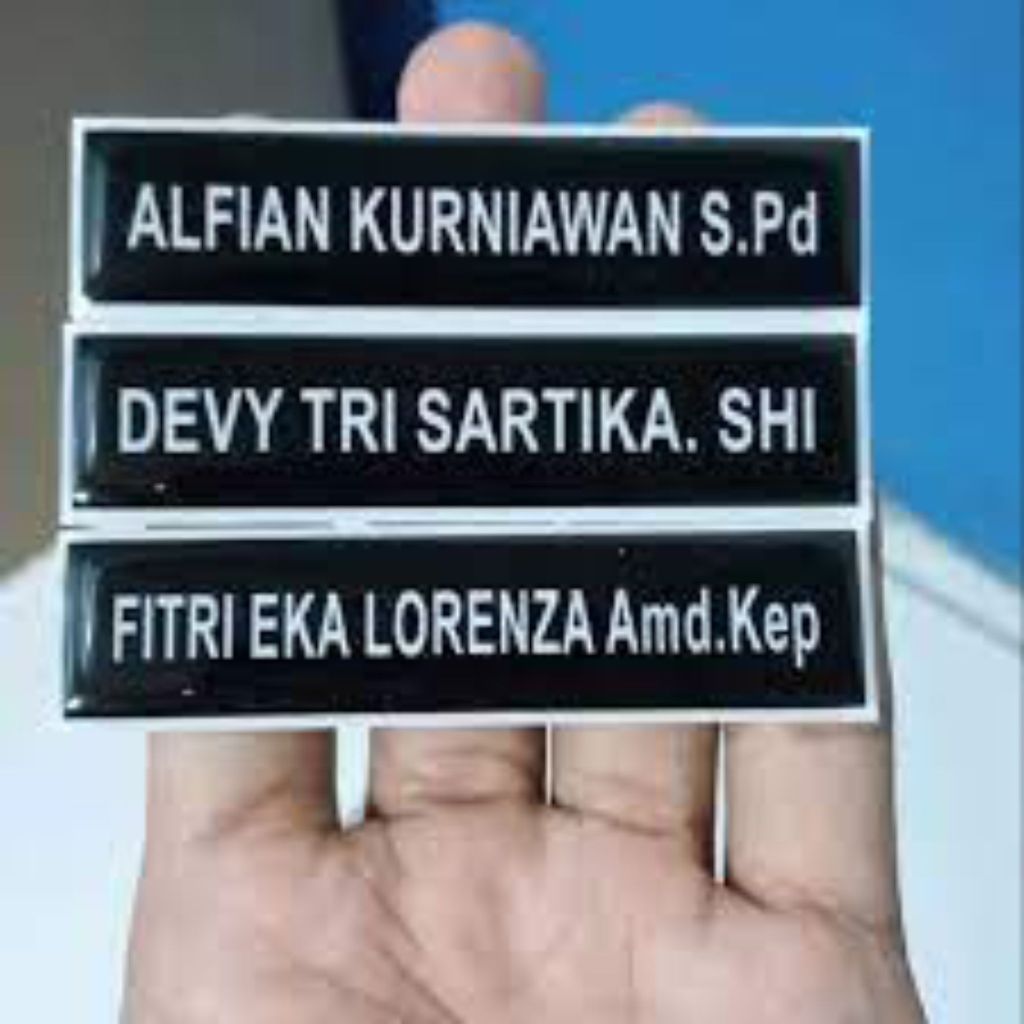 ALFIAN KURNIAWAN S.Pd
DEVY TRI SARTIKA. SHI
FITRI EKA LORENZA Amd.Kep